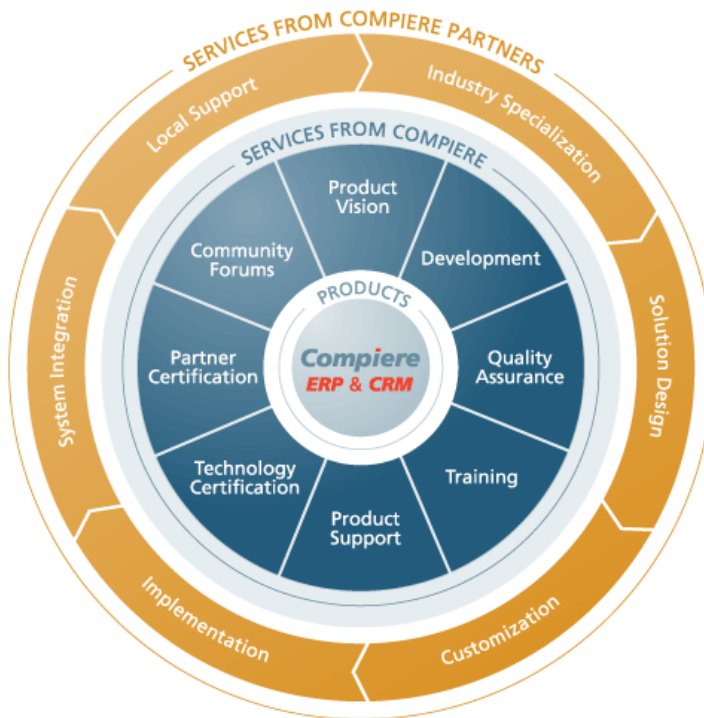 SERVICES FROM COMPIERE PARTNERS
Local Support
Industry Specialization
Solution Design
Customization
Implementation
System Integration
SERVICES FROM COMPIERE
Product
Vision
Development
Quality
Assurance
Training
Product
Support
Technology
Certification
Partner
Certification
Community
Forums
PRODUCTS
Compiere
ERP & CRM